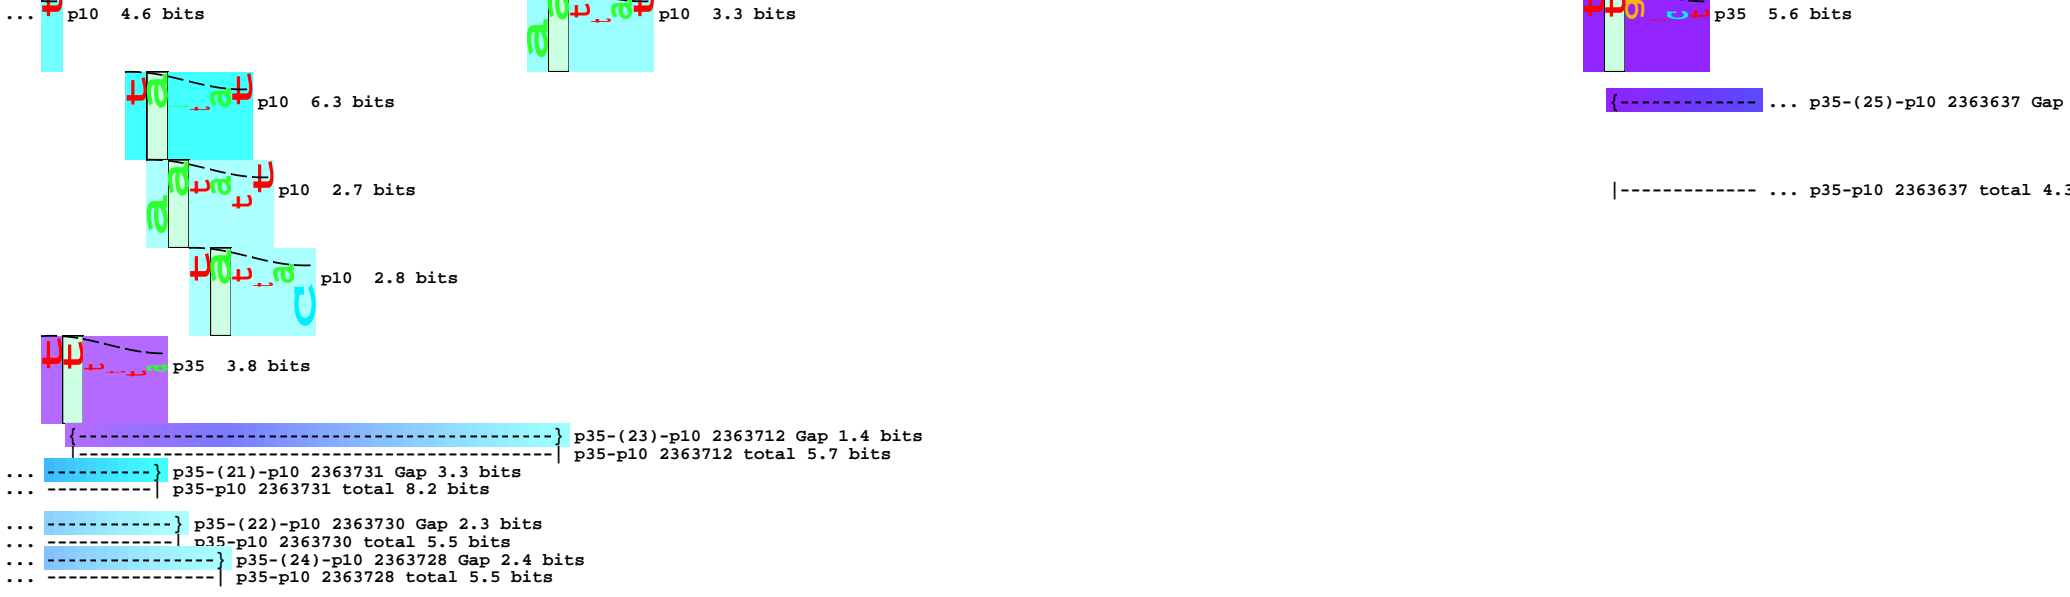 ... p10 4.6 bits
p10 3.3 bits
p35 5.6 bits
p10 6.3 bits
{------------- ... p35-(25)-p10 2363637 Gap
p10 2.7 bits
|------------- ... p35-p10 2363637 total 4.3
p10 2.8 bits
p35 3.8 bits
{---------------------------------------------} p35-(23)-p10 2363712 Gap 1.4 bits
|---------------------------------------------| p35-p10 2363712 total 5.7 bits
... ----------} p35-(21)-p10 2363731 Gap 3.3 bits
... ----------| p35-p10 2363731 total 8.2 bits
... ------------} p35-(22)-p10 2363730 Gap 2.3 bits
... ------------| p35-p10 2363730 total 5.5 bits
... ----------------} p35-(24)-p10 2363728 Gap 2.4 bits
... ----------------| p35-p10 2363728 total 5.5 bits